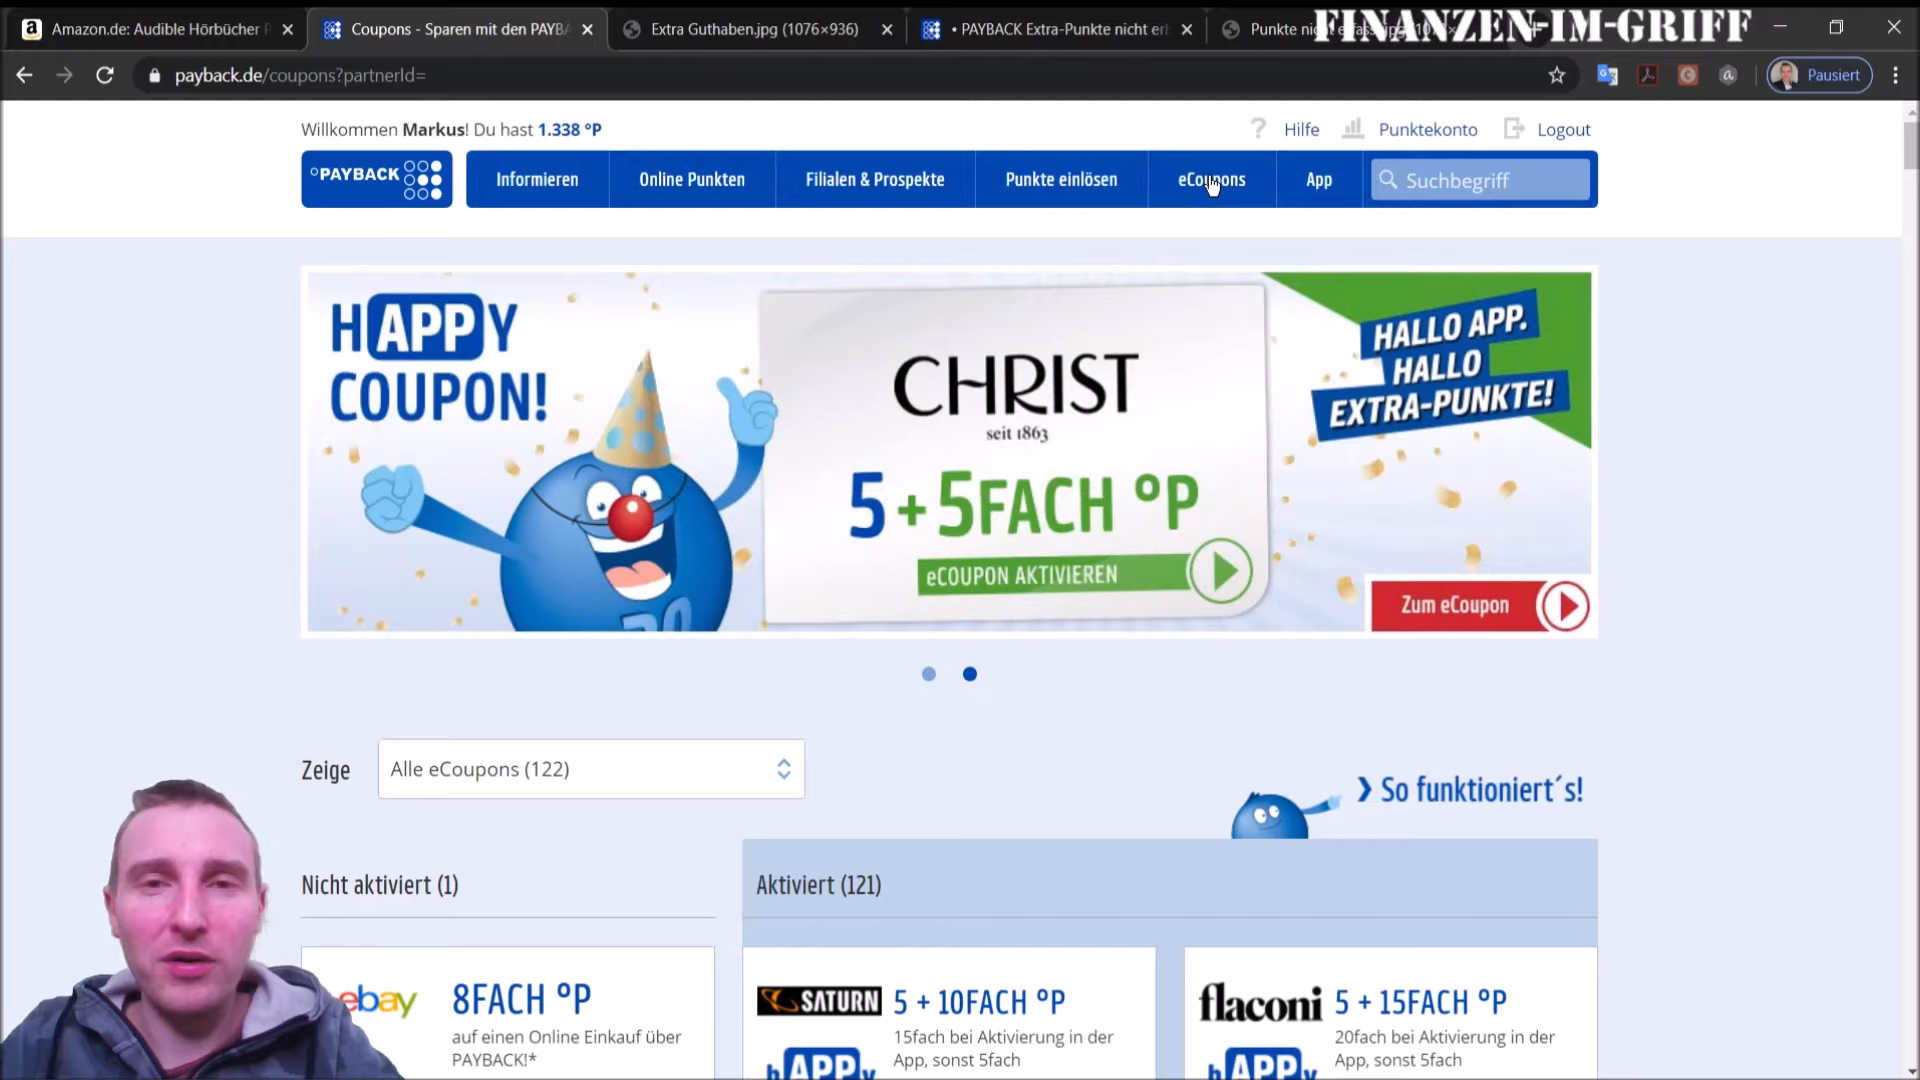 Amazon.de: Audible Hörbücher
Coupons - Sparen mit den PAYB
Extra Guthaben.jpg (1076×936)
• PAYBACK Extra-Punkte nicht er
Punkte
FINANZEN-IM-GRIFF
payback.de/coupons?partnerId=
Pausiert
Willkommen Markus! Du hast 1.338 °P
Hilfe
Punktekonto
Logout
°PAYBACK
Informieren
Online Punkten
Filialen & Prospekte
Punkte einlösen
eCoupons
App
Suchbegriff
HAPPY
COUPON!
CHRIST
seit 1863
5 + 5FACH °P
eCOUPON AKTIVIEREN
HALLO APP.
HALLO
EXTRA-PUNKTE!
Zum eCoupon
Zeige
Alle eCoupons (122)
So funktioniert´s!
Nicht aktiviert (1)
Aktiviert (121)
ebay
8FACH °P
auf einen Online Einkauf über
PAYBACK!*
SATURN
5 + 10FACH °P
15fach bei Aktivierung in der
App, sonst 5fach
hAPPy
flaconi
5 + 15FACH °P
20fach bei Aktivierung in der
App, sonst 5fach
hAPPy